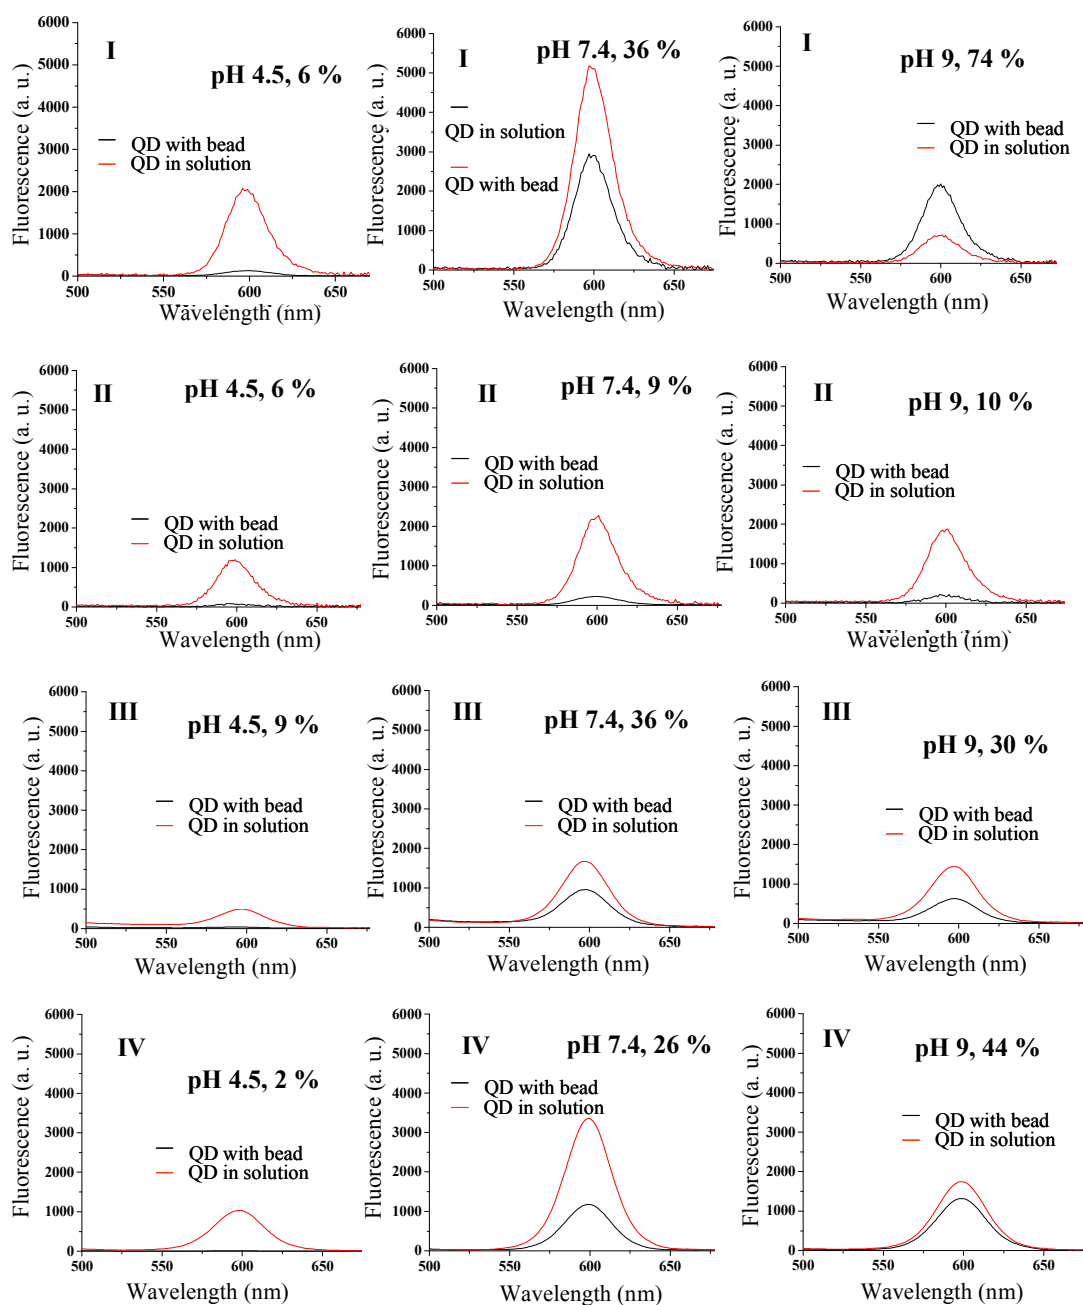 I
pH 4.5, 6 %
QD with bead
QD in solution
Fluorescence (a. u.)
6000
5000
4000
3000
2000
1000
0
500
550
600
650
Wavelength (nm)
I
pH 7.4, 36 %
QD in solution
QD with bead
Fluorescence (a. u.)
6000
5000
4000
3000
2000
1000
0
500
550
600
650
Wavelength (nm)
I
pH 9, 74 %
QD with bead
QD in solution
Fluorescence (a. u.)
6000
5000
4000
3000
2000
1000
0
500
550
600
650
Wavelength (nm)
II
pH 4.5, 6 %
QD with bead
QD in solution
Fluorescence (a. u.)
6000
5000
4000
3000
2000
1000
0
500
550
600
650
Wavelength (nm)
II
pH 7.4, 9 %
QD with bead
QD in solution
Fluorescence (a. u.)
6000
5000
4000
3000
2000
1000
0
500
550
600
650
Wavelength (nm)
II
pH 9, 10 %
QD with bead
QD in solution
Fluorescence (a. u.)
6000
5000
4000
3000
2000
1000
0
500
550
600
650
Wavelength (nm)
III
pH 4.5, 9 %
QD with bead
QD in solution
Fluorescence (a. u.)
6000
5000
4000
3000
2000
1000
0
500
550
600
650
Wavelength (nm)
III
pH 7.4, 36 %
QD with bead
QD in solution
Fluorescence (a. u.)
6000
5000
4000
3000
2000
1000
0
500
550
600
650
Wavelength (nm)
III
pH 9, 30 %
QD with bead
QD in solution
Fluorescence (a. u.)
6000
5000
4000
3000
2000
1000
0
500
550
600
650
Wavelength (nm)
IV
pH 4.5, 2 %
QD with bead
QD in solution
Fluorescence (a. u.)
6000
5000
4000
3000
2000
1000
0
500
550
600
650
Wavelength (nm)
IV
pH 7.4, 26 %
QD with bead
QD in solution
Fluorescence (a. u.)
6000
5000
4000
3000
2000
1000
0
500
550
600
650
Wavelength (nm)
IV
pH 9, 44 %
QD with bead
QD in solution
Fluorescence (a. u.)
6000
5000
4000
3000
2000
1000
0
500
550
600
650
Wavelength (nm)